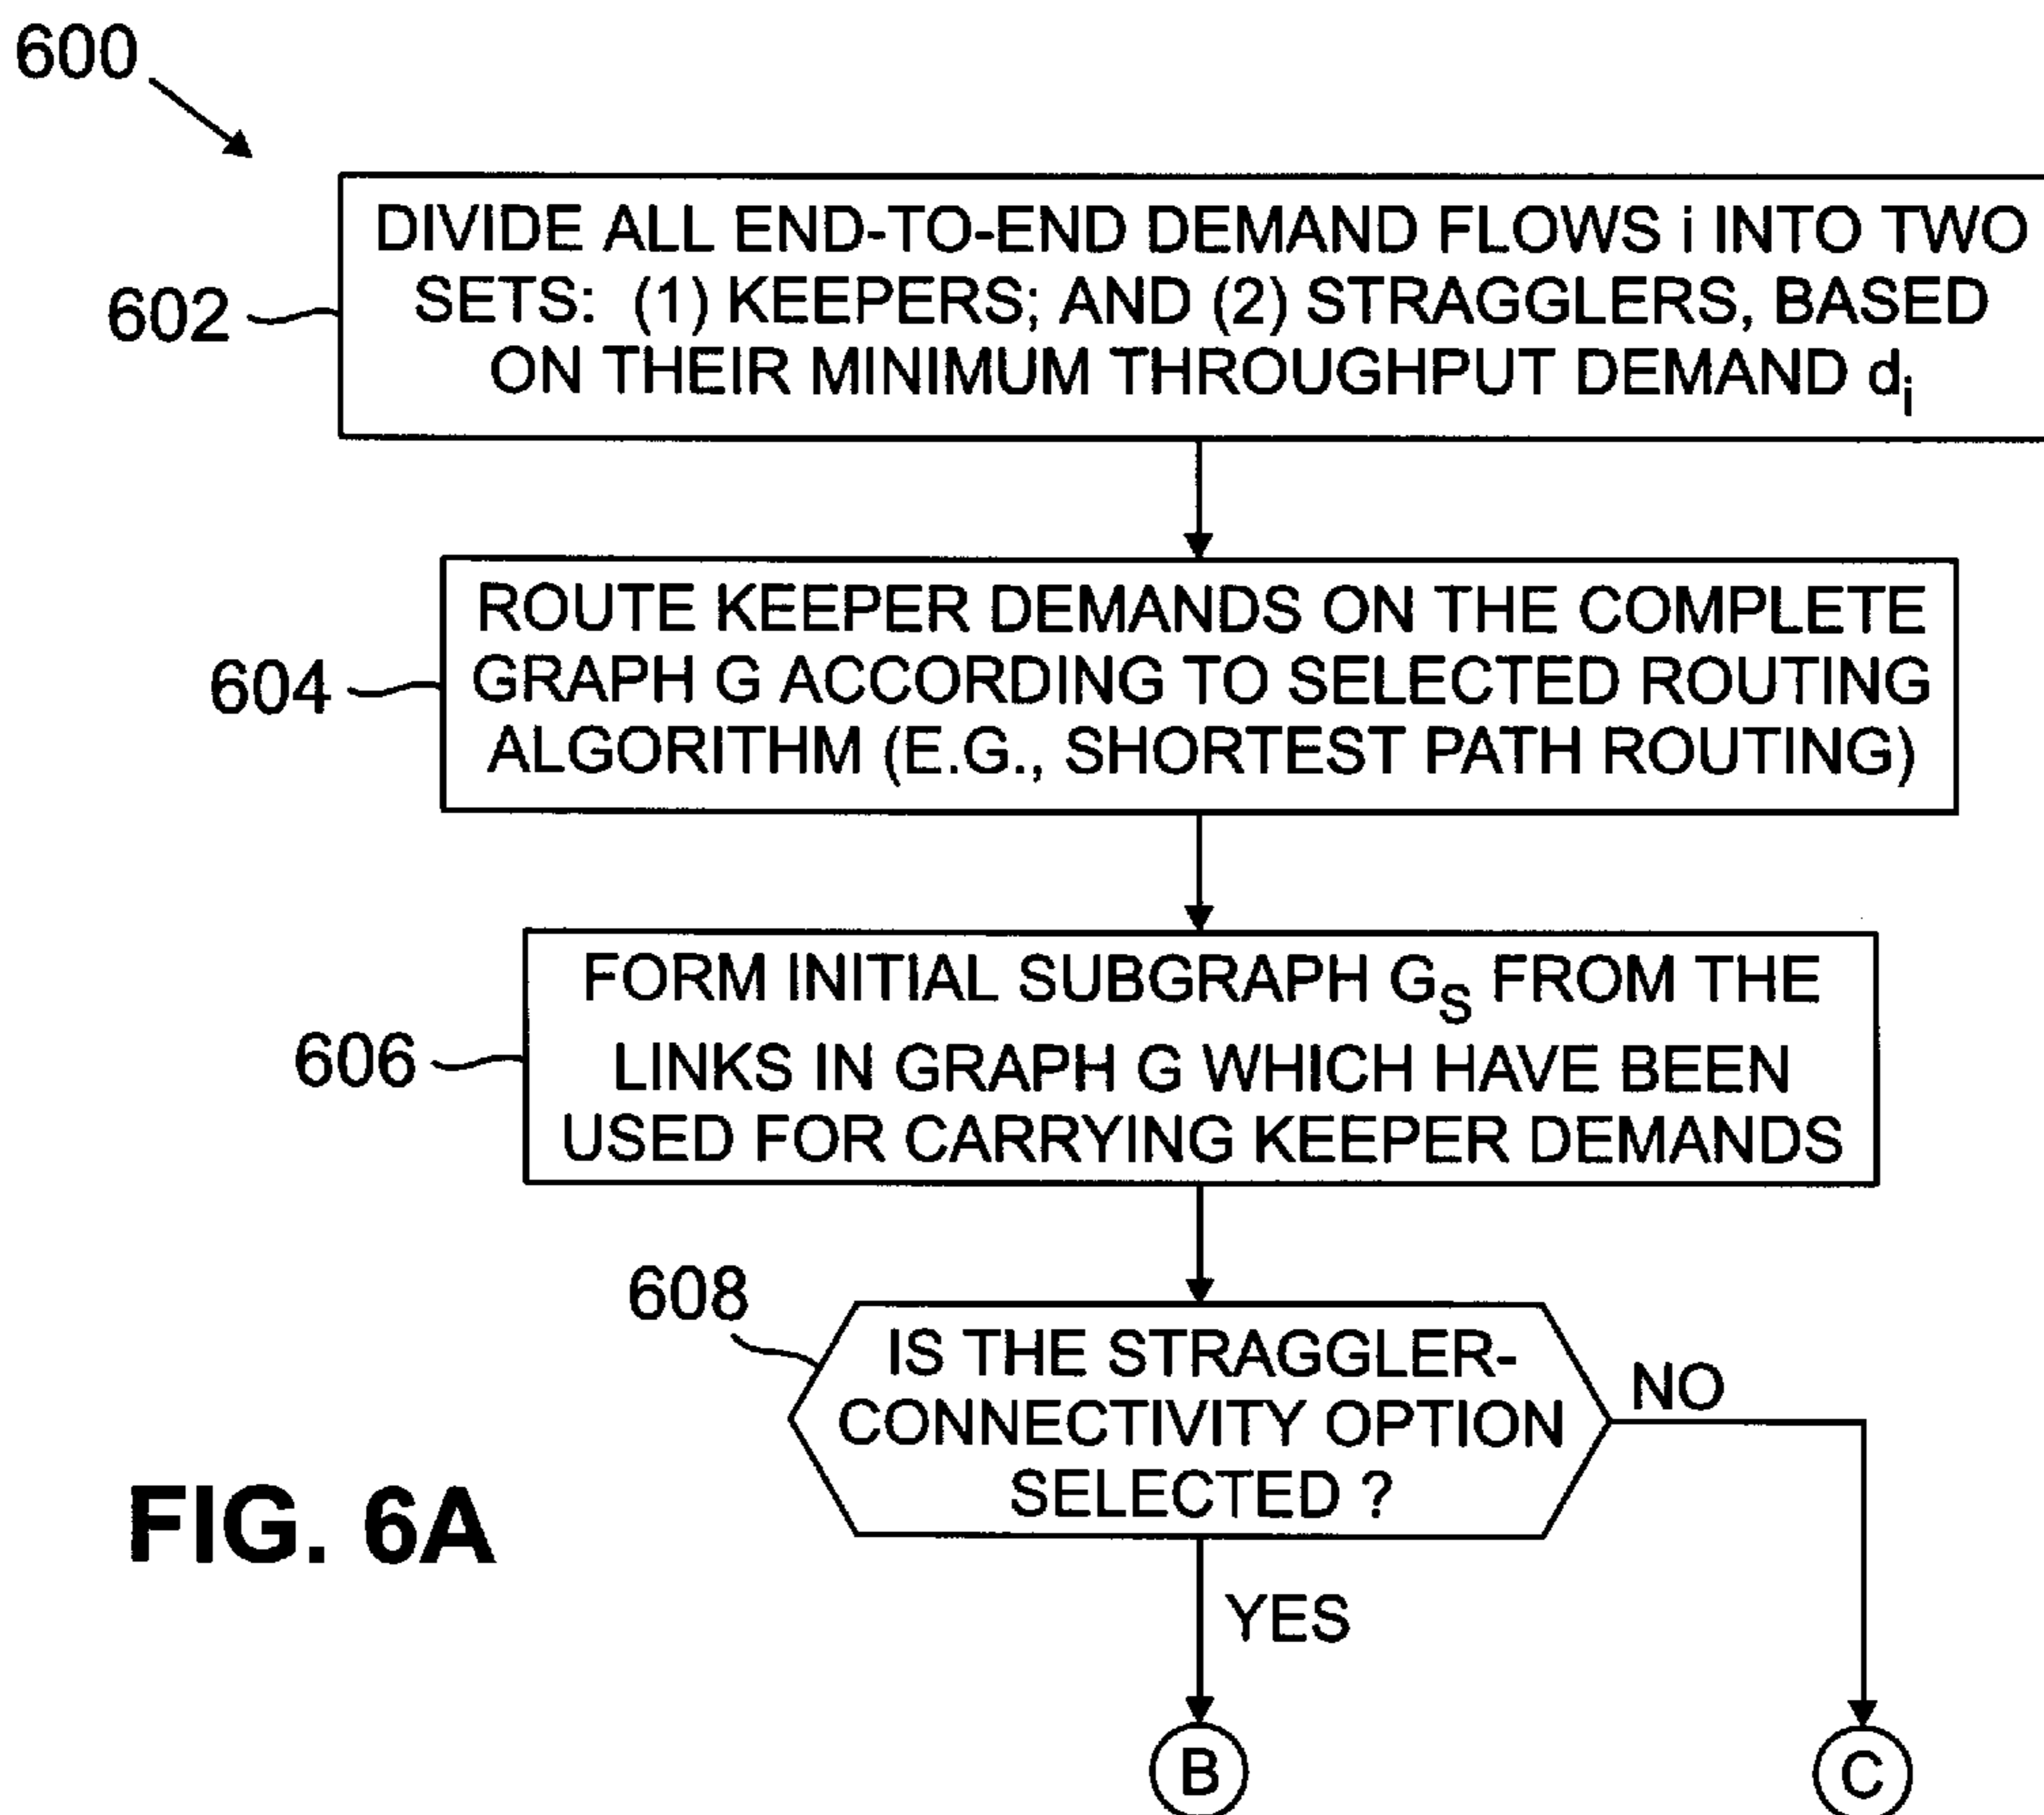 600
602
DIVIDE ALL END-TO-END DEMAND FLOWS i INTO TWO
SETS: (1) KEEPERS; AND (2) STRAGGLERS, BASED
ON THEIR MINIMUM THROUGHPUT DEMAND di
604
ROUTE KEEPER DEMANDS ON THE COMPLETE
GRAPH G ACCORDING TO SELECTED ROUTING
ALGORITHM (E.G., SHORTEST PATH ROUTING)
606
FORM INITIAL SUBGRAPH GS FROM THE
LINKS IN GRAPH G WHICH HAVE BEEN
USED FOR CARRYING KEEPER DEMANDS
608
IS THE STRAGGLER-
CONNECTIVITY OPTION
SELECTED ?
NO
YES
FIG. 6A
B
C